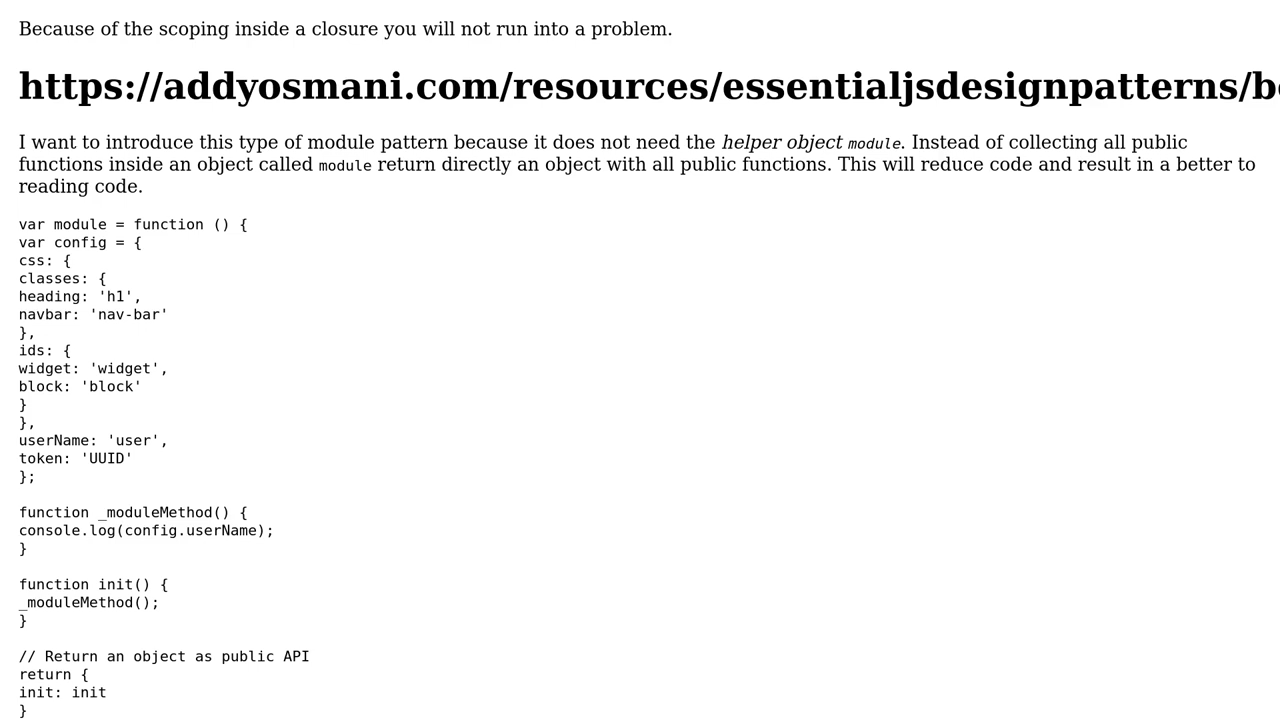 Because of the scoping inside a closure you will not run into a problem.
https://addyosmani.com/resources/essentialjsdesignpatterns/b
I want to introduce this type of module pattern because it does not need the helper object module. Instead of collecting all public
functions inside an object called module return directly an object with all public functions. This will reduce code and result in a better to
reading code.
var module = function () {
var config = {
css: {
classes: {
heading: 'h1',
navbar: 'nav-bar'
},
ids: {
widget: 'widget',
block: 'block'
}
},
userName: 'user',
token: 'UUID'
};
function _moduleMethod() {
console.log(config.userName);
}
function init() {
_moduleMethod();
}
// Return an object as public API
return {
init: init
}